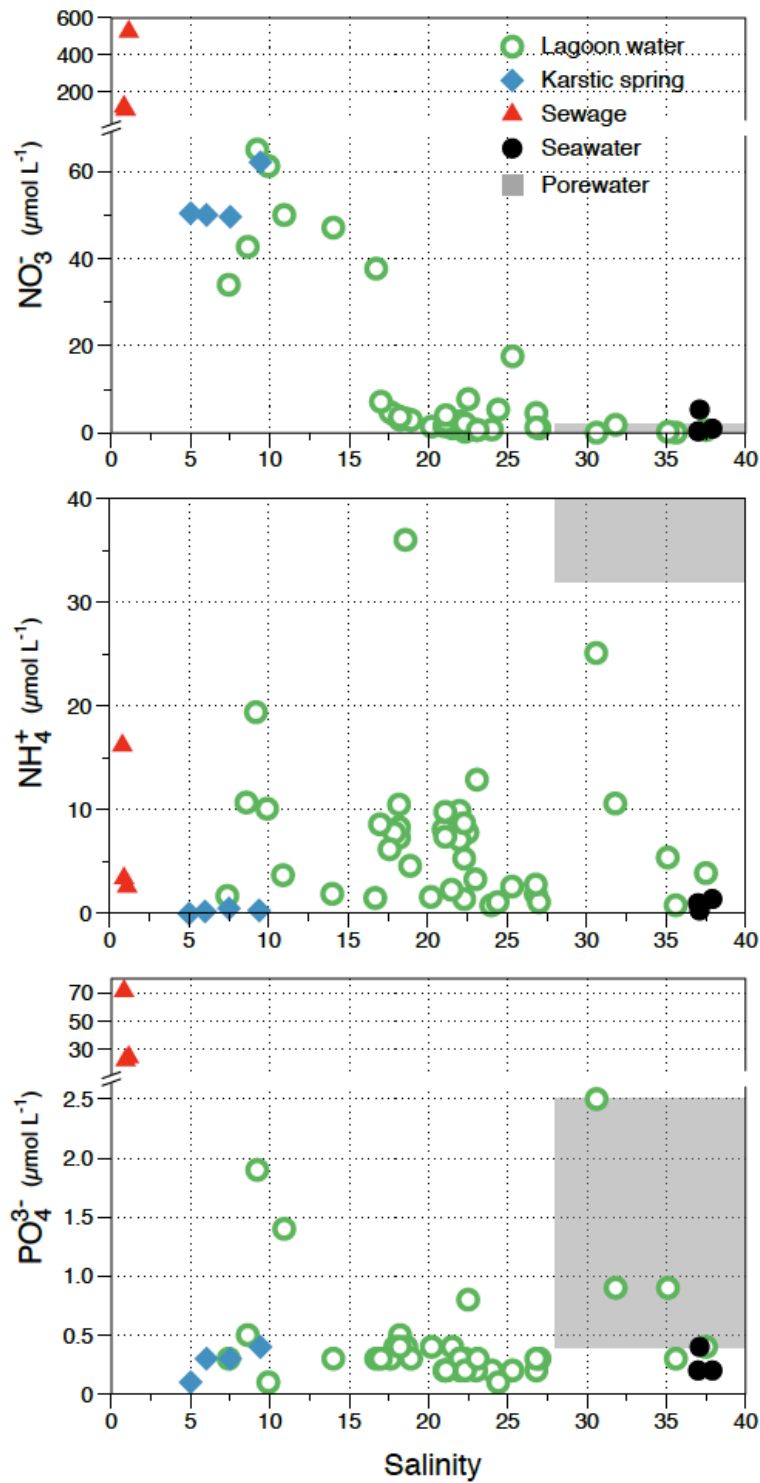 600
400
200
60
40
20
0
NO₃⁻ (µmol L⁻¹)
Lagoon water
Karstic spring
Sewage
Seawater
Porewater
0 5 10 15 20 25 30 35 40
40
30
20
10
0
NH₄⁺ (µmol L⁻¹)
0 5 10 15 20 25 30 35 40
70
50
30
2.5
2.0
1.5
1.0
0.5
0
PO₄³⁻ (µmol L⁻¹)
0 5 10 15 20 25 30 35 40
Salinity